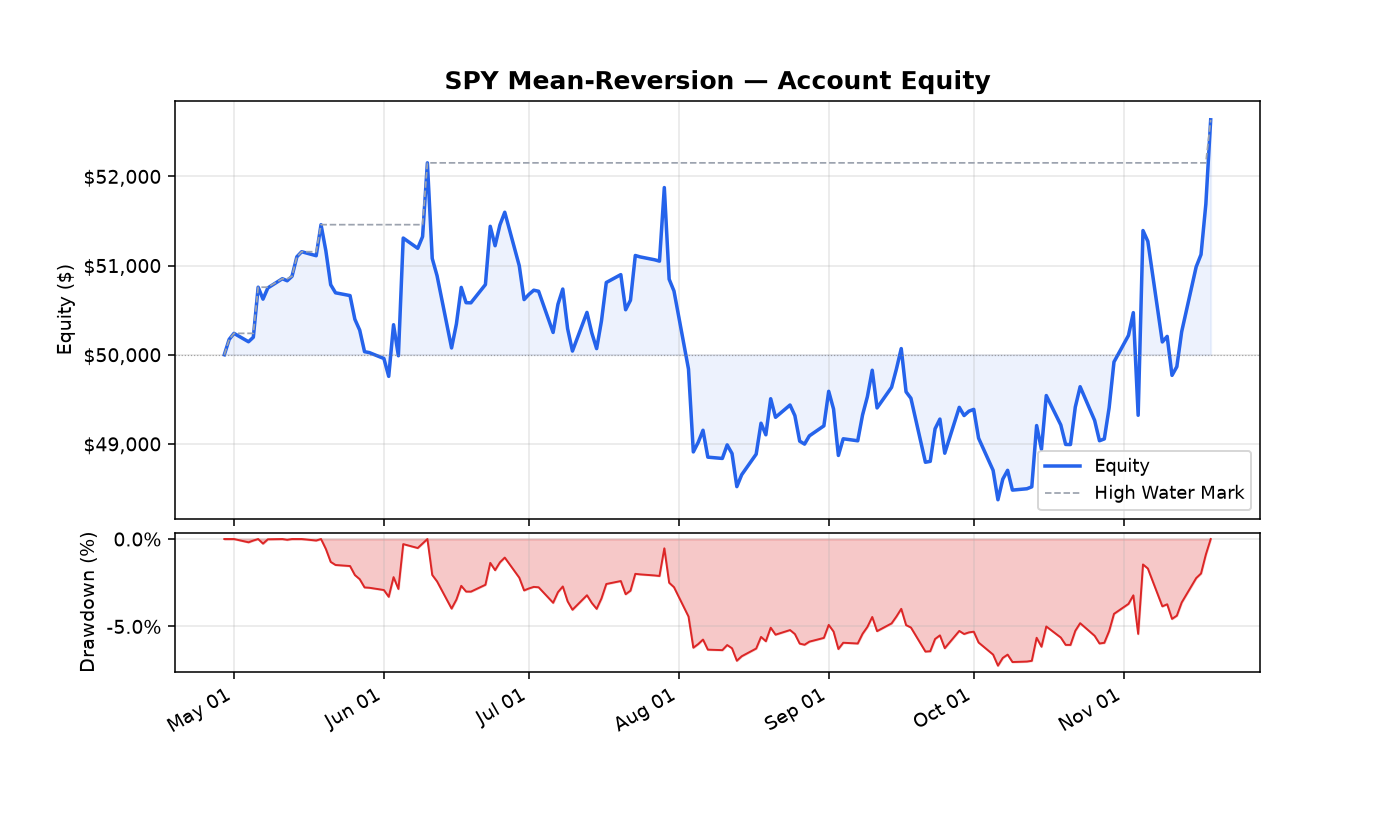 SPY Mean-Reversion — Account Equity
Equity ($)
$52,000
$51,000
$50,000
$49,000
Equity
High Water Mark
Drawdown (%)
0.0%
-5.0%
May 01
Jun 01
Jul 01
Aug 01
Sep 01
Oct 01
Nov 01